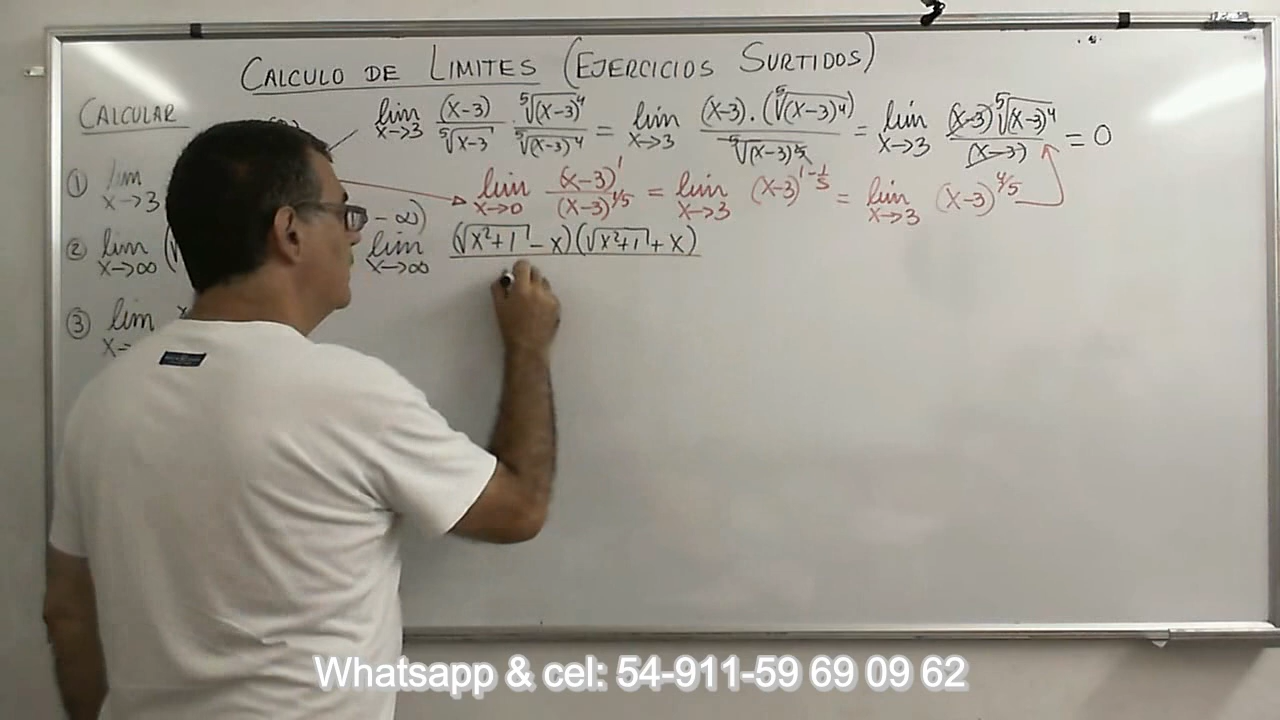 CALCULO DE LIMITES (EJERCICIOS SURTIDOS)
CALCULAR
lim x→3 (x-3)/⁵√(x-3) · ⁵√(x-3)⁴/⁵√(x-3)⁴ = lim x→3 (x-3).(⁵√(x-3)⁴)/⁵√(x-3)⁵ = lim x→3 (x-3)⁵√(x-3)⁴/(x-3) = 0
① lim x→3
lim x→0 (x-3)¹/(x-3)^1/5 = lim x→3 (x-3)^1-1/5 = lim x→3 (x-3)^4/5
- ∞)
② lim x→∞ (√
lim x→∞ (√x²+1 - x)(√x²+1 + x)
③ lim x→
Whatsapp & cel: 54-911-59 69 09 62